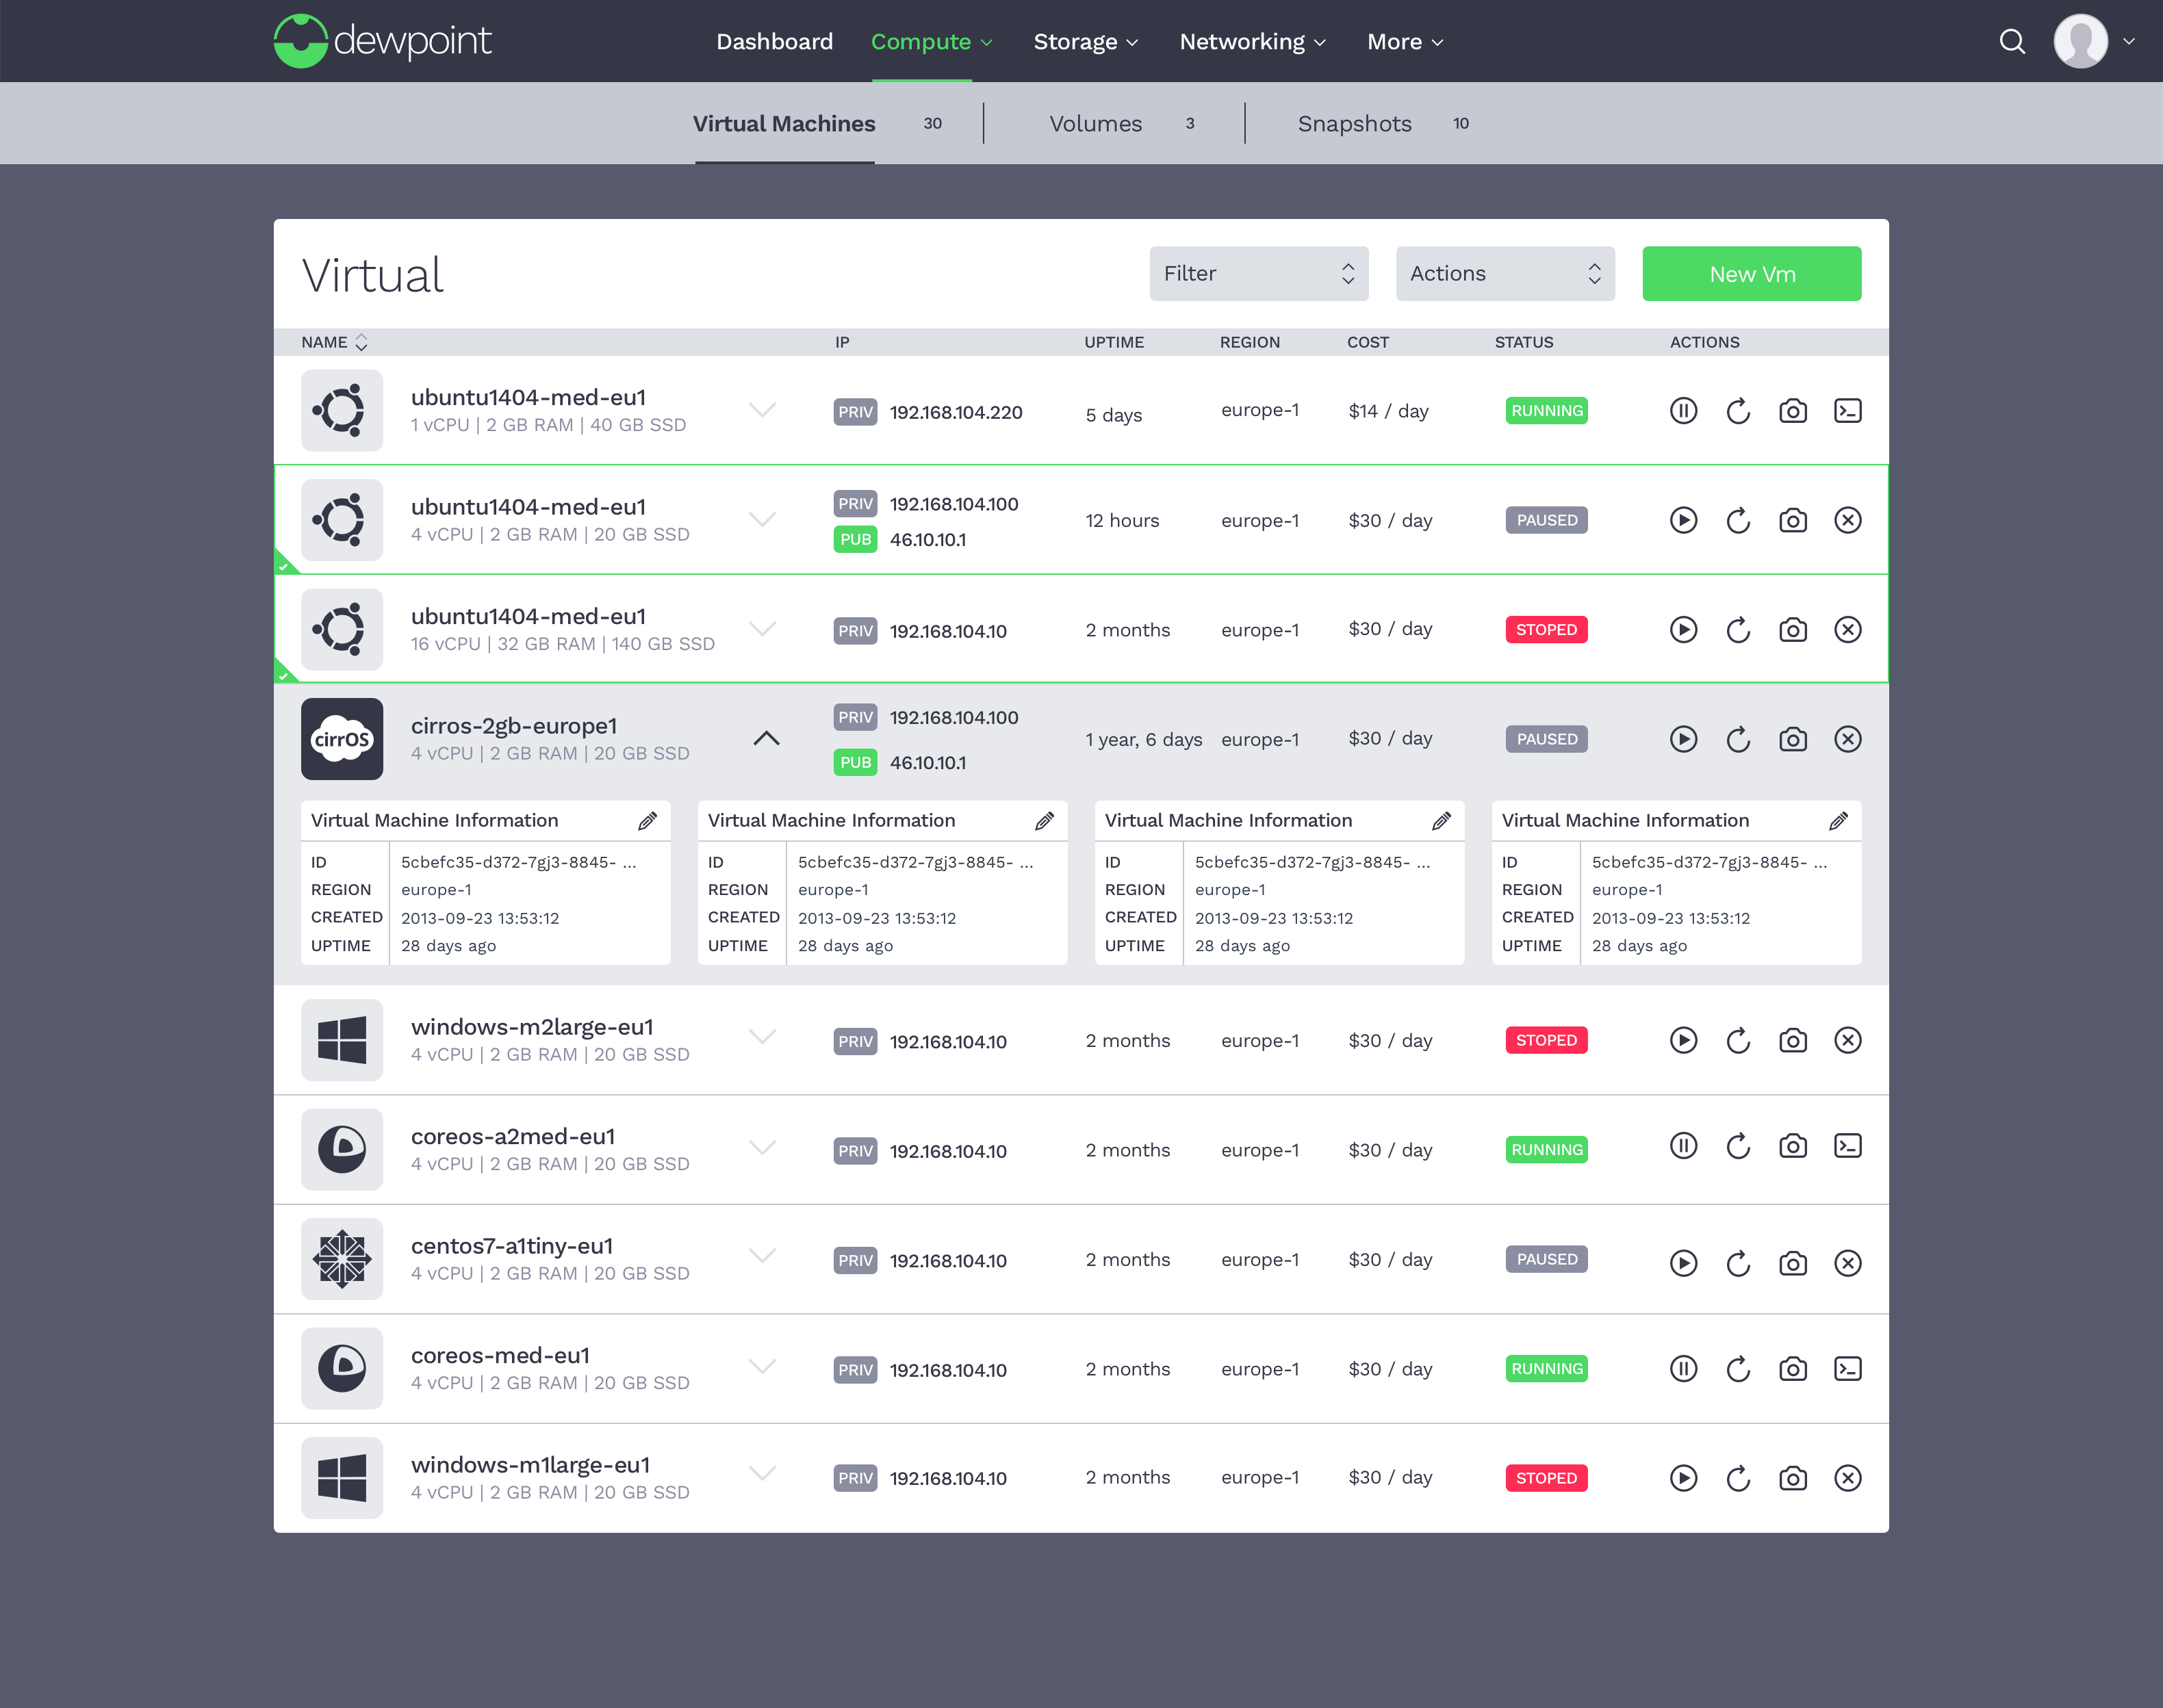 dewpoint
Dashboard Compute Storage Networking More
Virtual Machines 30 Volumes 3 Snapshots 10
Virtual Filter Actions New Vm
NAME IP UPTIME REGION COST STATUS ACTIONS
ubuntu1404-med-eu1
1 vCPU | 2 GB RAM | 40 GB SSD
PRIV 192.168.104.220 5 days europe-1 $14 / day RUNNING
ubuntu1404-med-eu1
4 vCPU | 2 GB RAM | 20 GB SSD
PRIV 192.168.104.100
PUB 46.10.10.1
12 hours europe-1 $30 / day PAUSED
ubuntu1404-med-eu1
16 vCPU | 32 GB RAM | 140 GB SSD
PRIV 192.168.104.10 2 months europe-1 $30 / day STOPED
cirrOS
cirros-2gb-europe1
4 vCPU | 2 GB RAM | 20 GB SSD
PRIV 192.168.104.100
PUB 46.10.10.1
1 year, 6 days europe-1 $30 / day PAUSED
Virtual Machine Information
ID 5cbefc35-d372-7gj3-8845- ...
REGION europe-1
CREATED 2013-09-23 13:53:12
UPTIME 28 days ago
Virtual Machine Information
ID 5cbefc35-d372-7gj3-8845- ...
REGION europe-1
CREATED 2013-09-23 13:53:12
UPTIME 28 days ago
Virtual Machine Information
ID 5cbefc35-d372-7gj3-8845- ...
REGION europe-1
CREATED 2013-09-23 13:53:12
UPTIME 28 days ago
Virtual Machine Information
ID 5cbefc35-d372-7gj3-8845- ...
REGION europe-1
CREATED 2013-09-23 13:53:12
UPTIME 28 days ago
windows-m2large-eu1
4 vCPU | 2 GB RAM | 20 GB SSD
PRIV 192.168.104.10 2 months europe-1 $30 / day STOPED
coreos-a2med-eu1
4 vCPU | 2 GB RAM | 20 GB SSD
PRIV 192.168.104.10 2 months europe-1 $30 / day RUNNING
centos7-a1tiny-eu1
4 vCPU | 2 GB RAM | 20 GB SSD
PRIV 192.168.104.10 2 months europe-1 $30 / day PAUSED
coreos-med-eu1
4 vCPU | 2 GB RAM | 20 GB SSD
PRIV 192.168.104.10 2 months europe-1 $30 / day RUNNING
windows-m1large-eu1
4 vCPU | 2 GB RAM | 20 GB SSD
PRIV 192.168.104.10 2 months europe-1 $30 / day STOPED